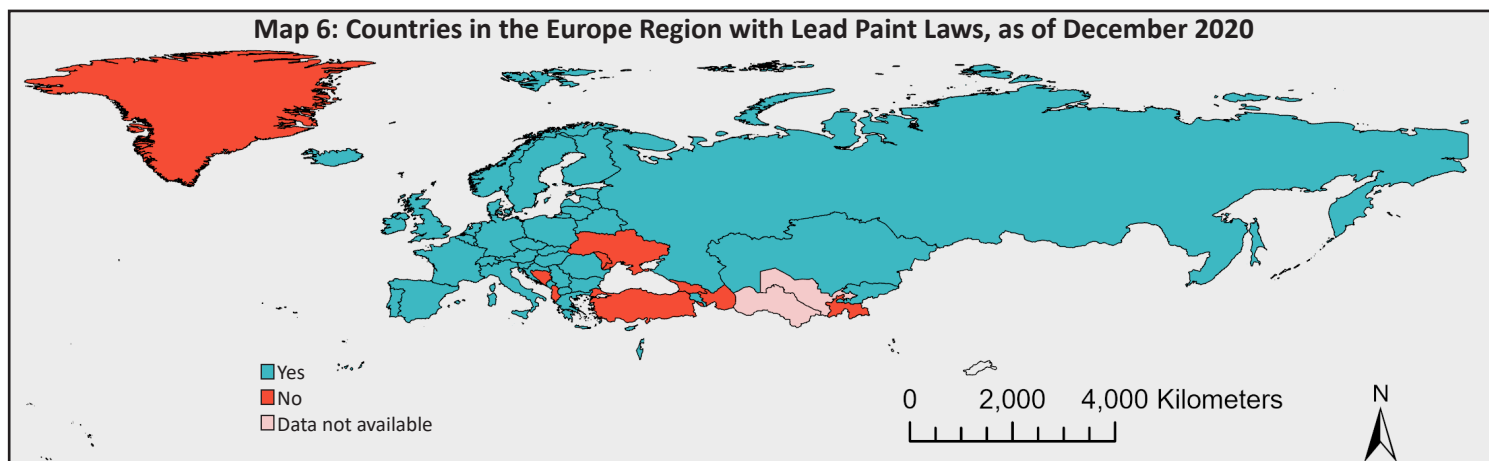 Map 6: Countries in the Europe Region with Lead Paint Laws, as of December 2020
Yes
No
Data not available
0 2,000 4,000 Kilometers
N